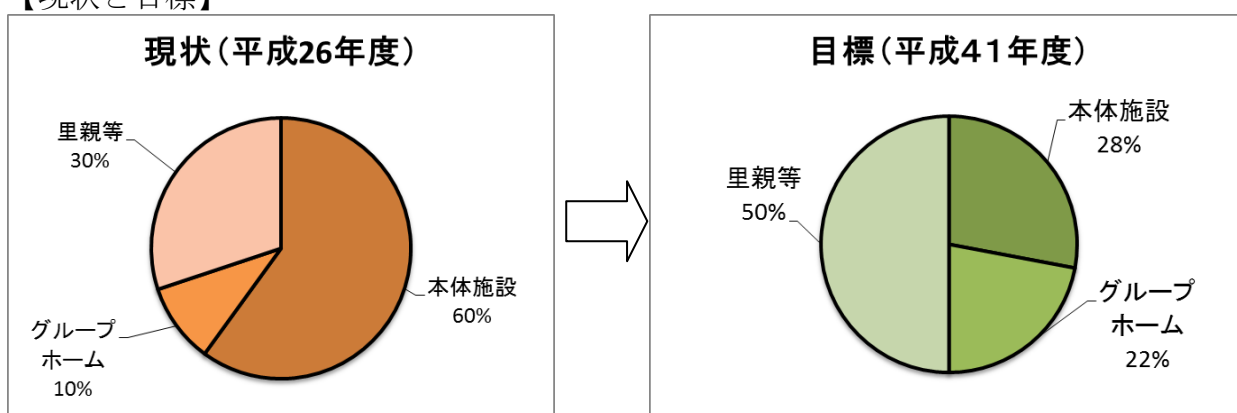 【現状と目標】
現状（平成26年度）
里親等
30%
本体施設
60%
グループ
ホーム
10%
目標（平成４１年度）
本体施設
28%
里親等
50%
グループ
ホーム
22%